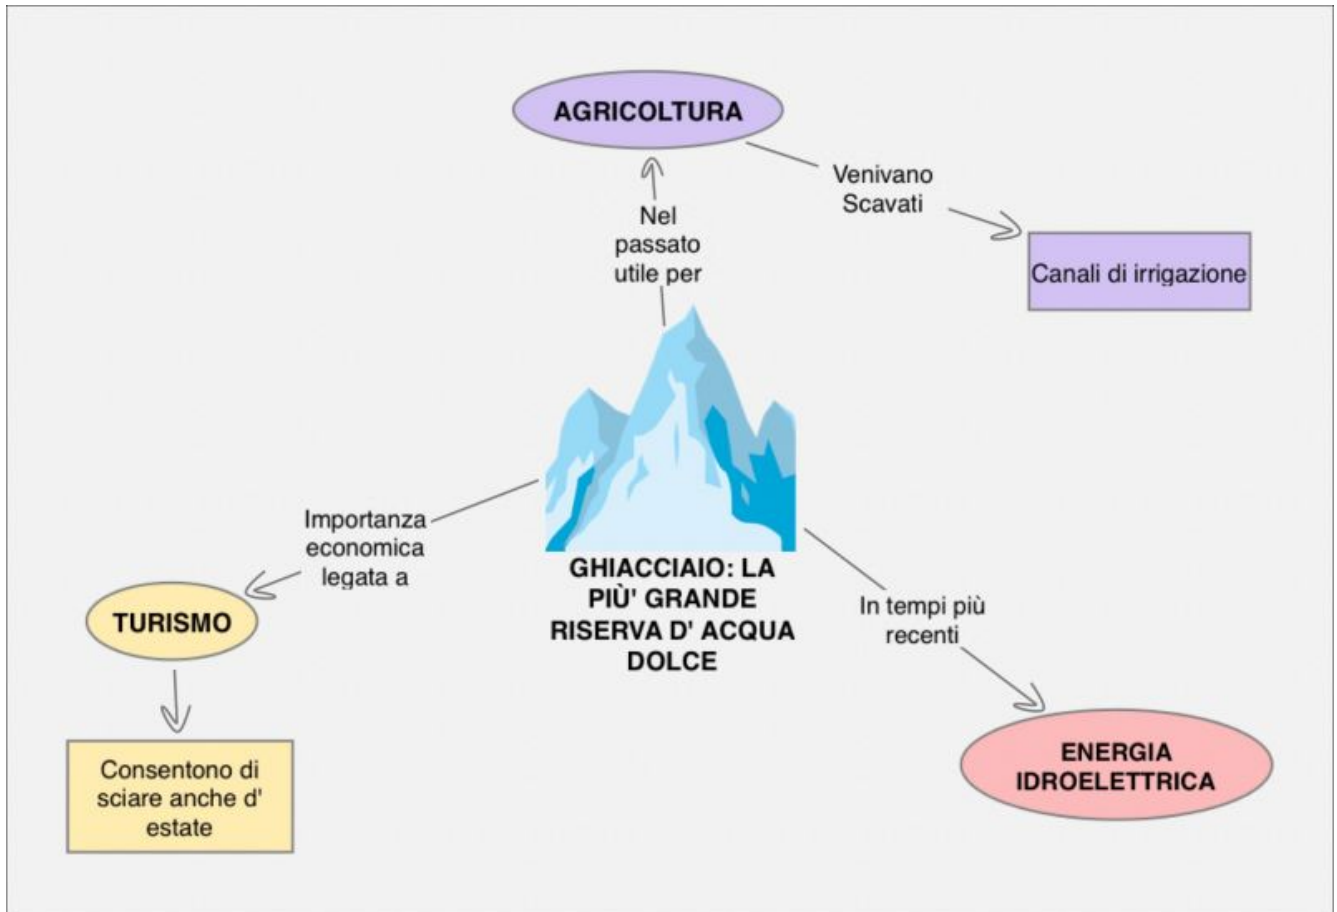 AGRICOLTURA
Venivano
Scavati
Canali di irrigazione
Nel
passato
utile per
GHIACCIAIO: LA
PIÙ' GRANDE
RISERVA D' ACQUA
DOLCE
Importanza
economica
legata a
TURISMO
Consentono di
sciare anche d'
estate
In tempi più
recenti
ENERGIA
IDROELETTRICA